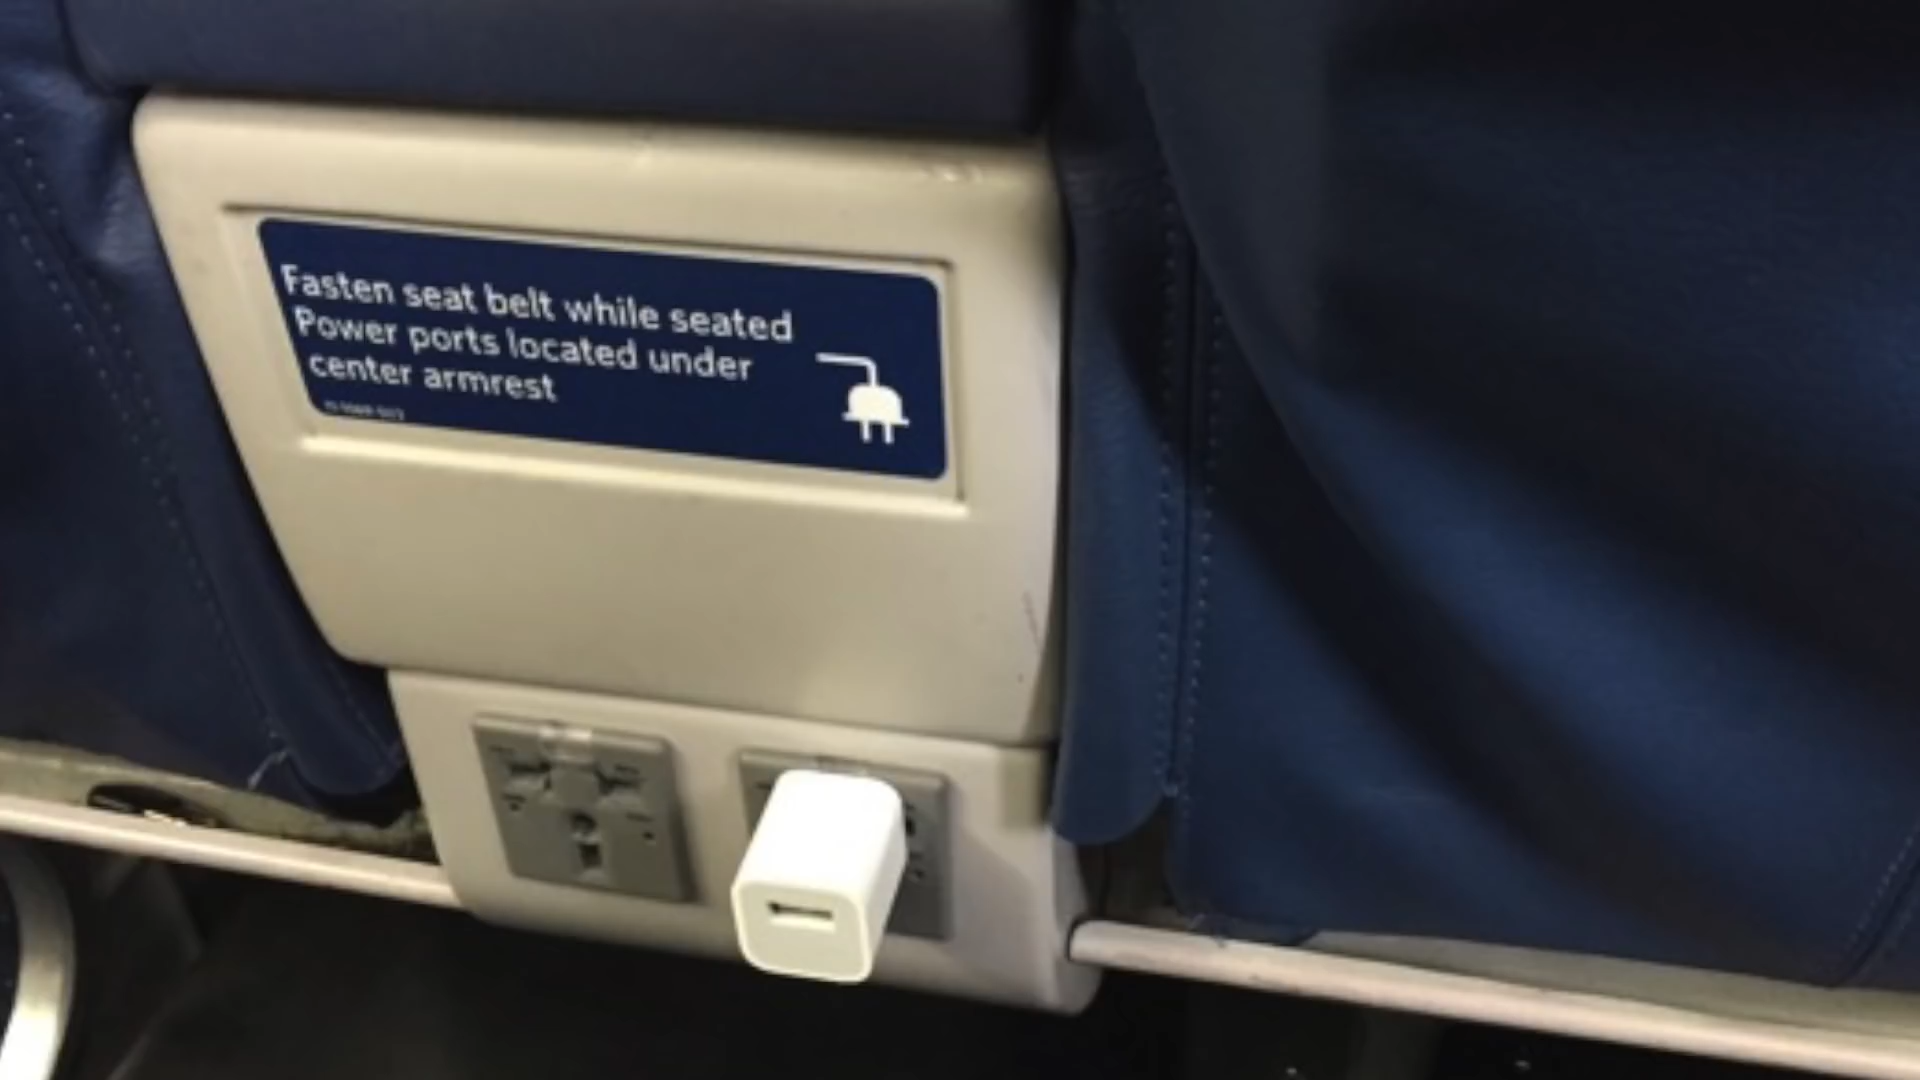 Fasten seat belt while seated
Power ports located under
center armrest